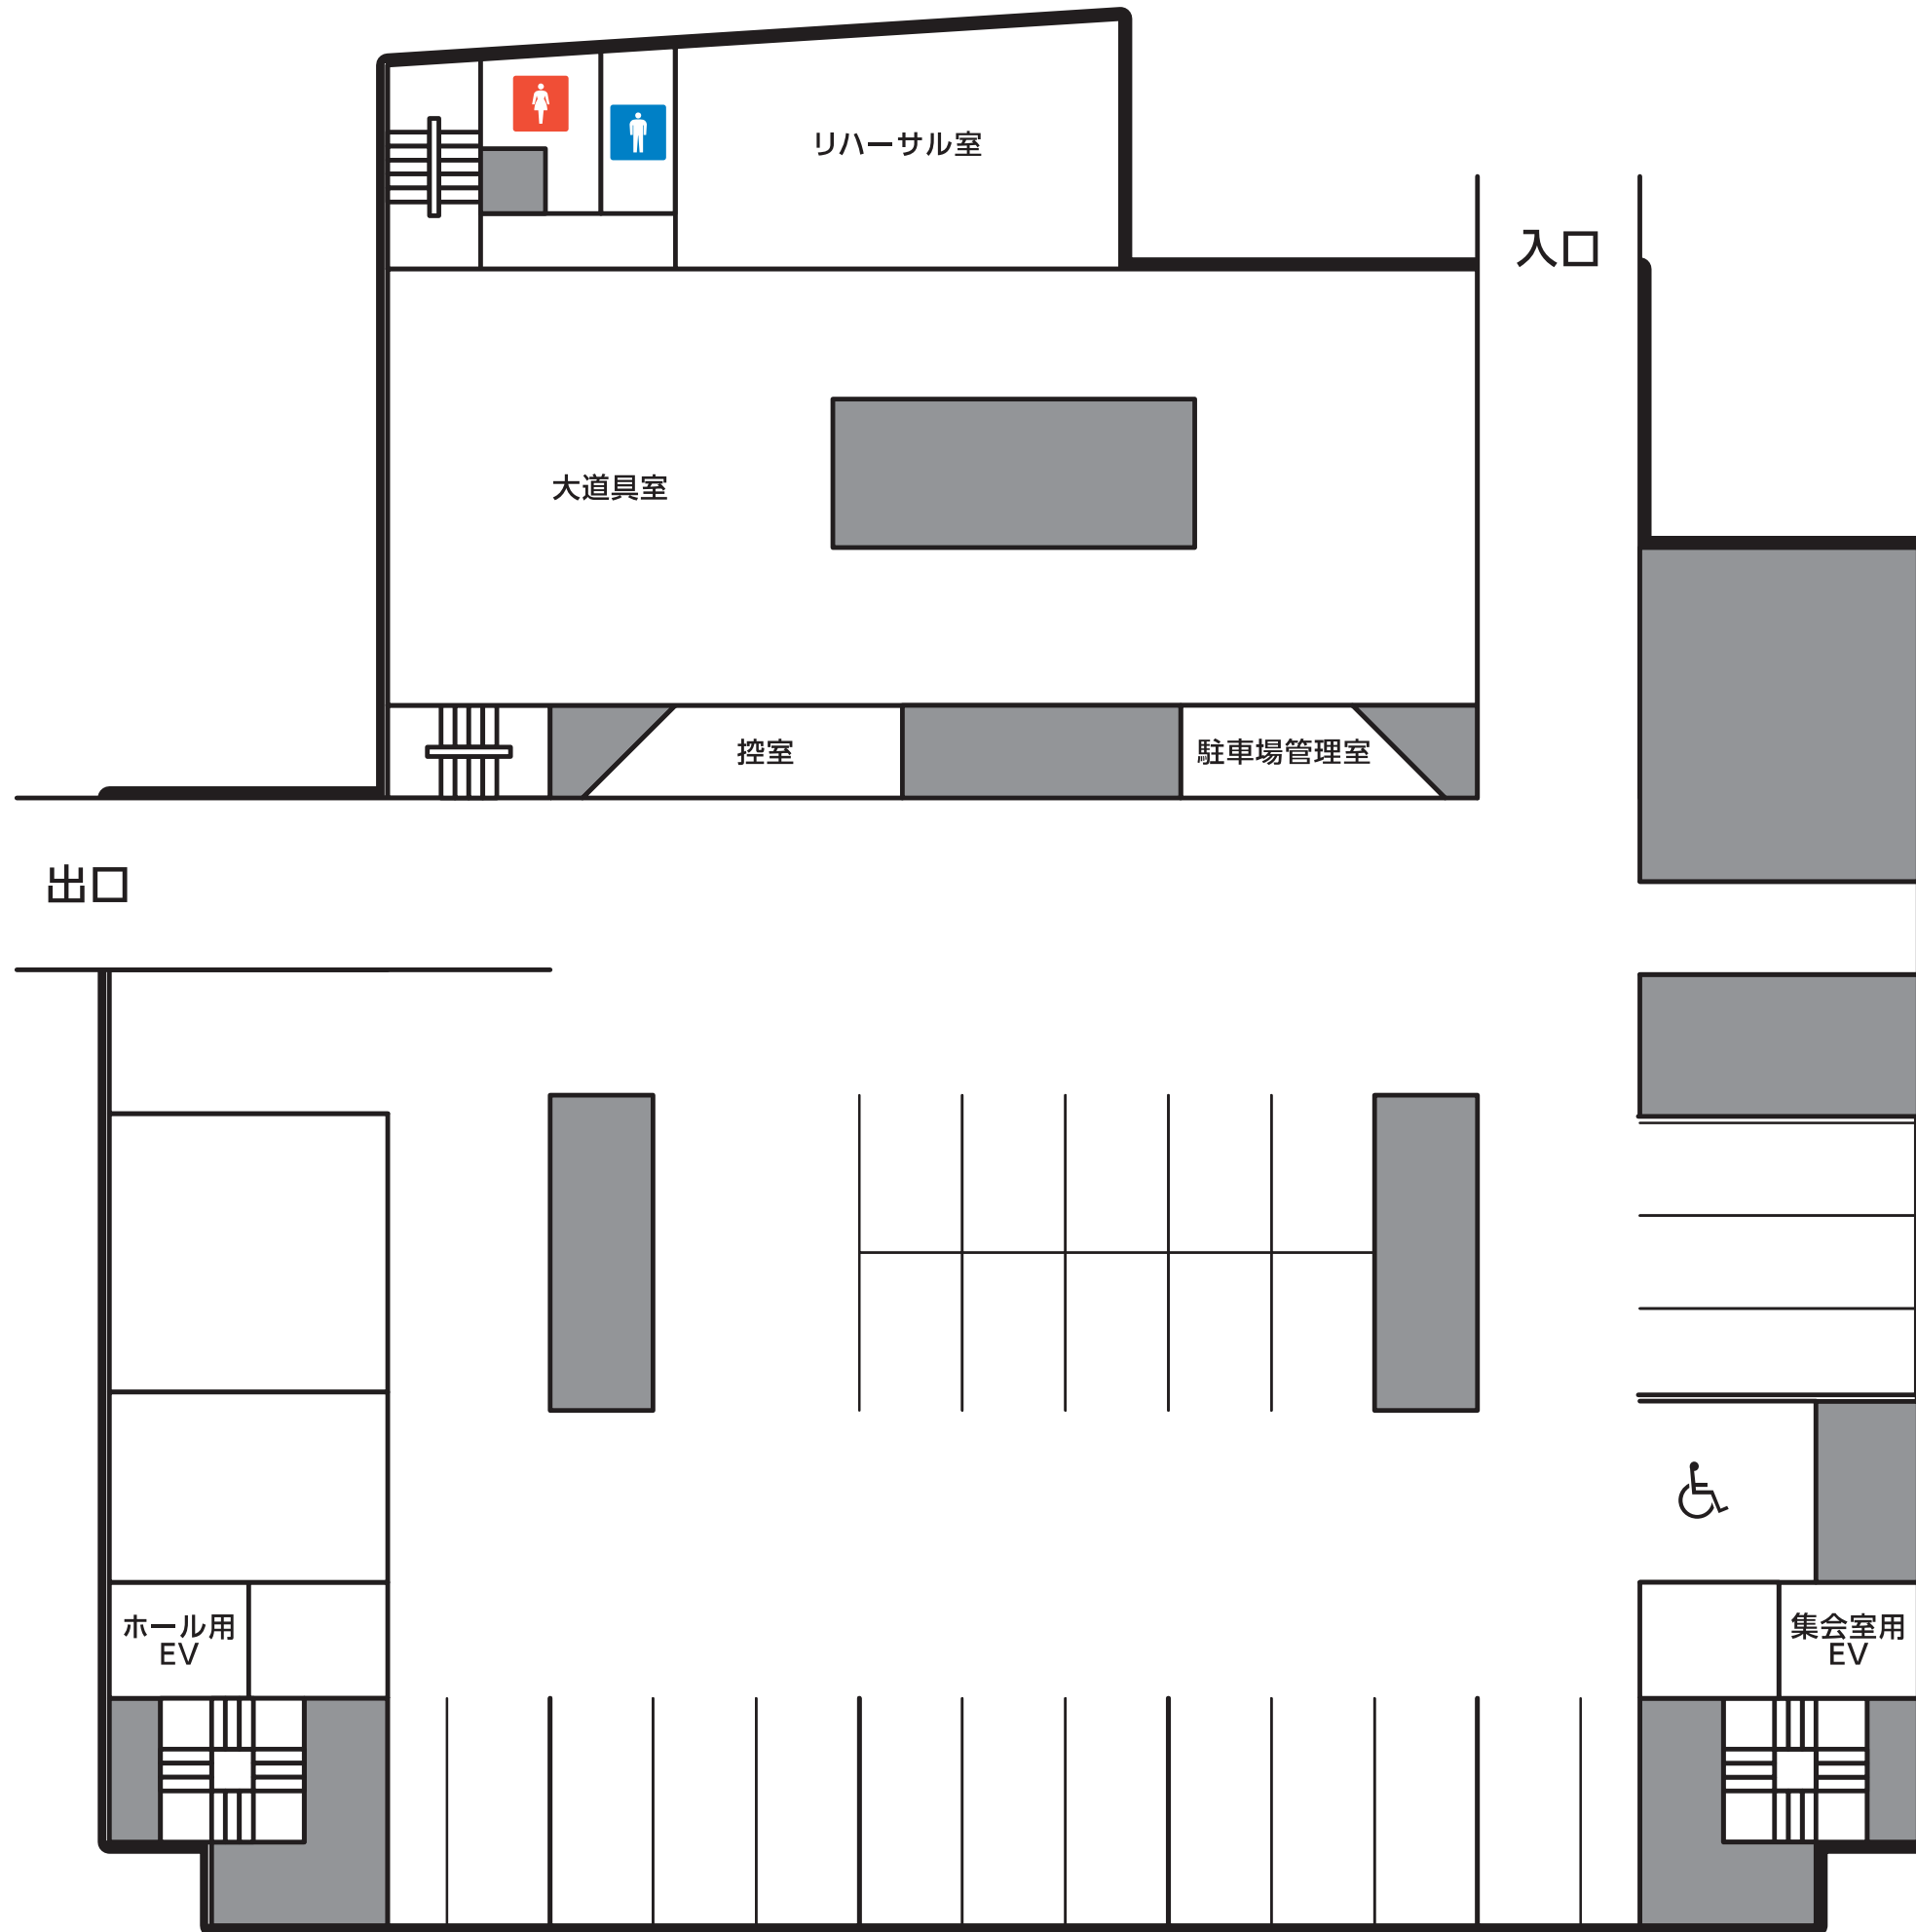 リハーサル室
入口
大道具室
控室
駐車場管理室
出口
ホール用
EV
集会室用
EV